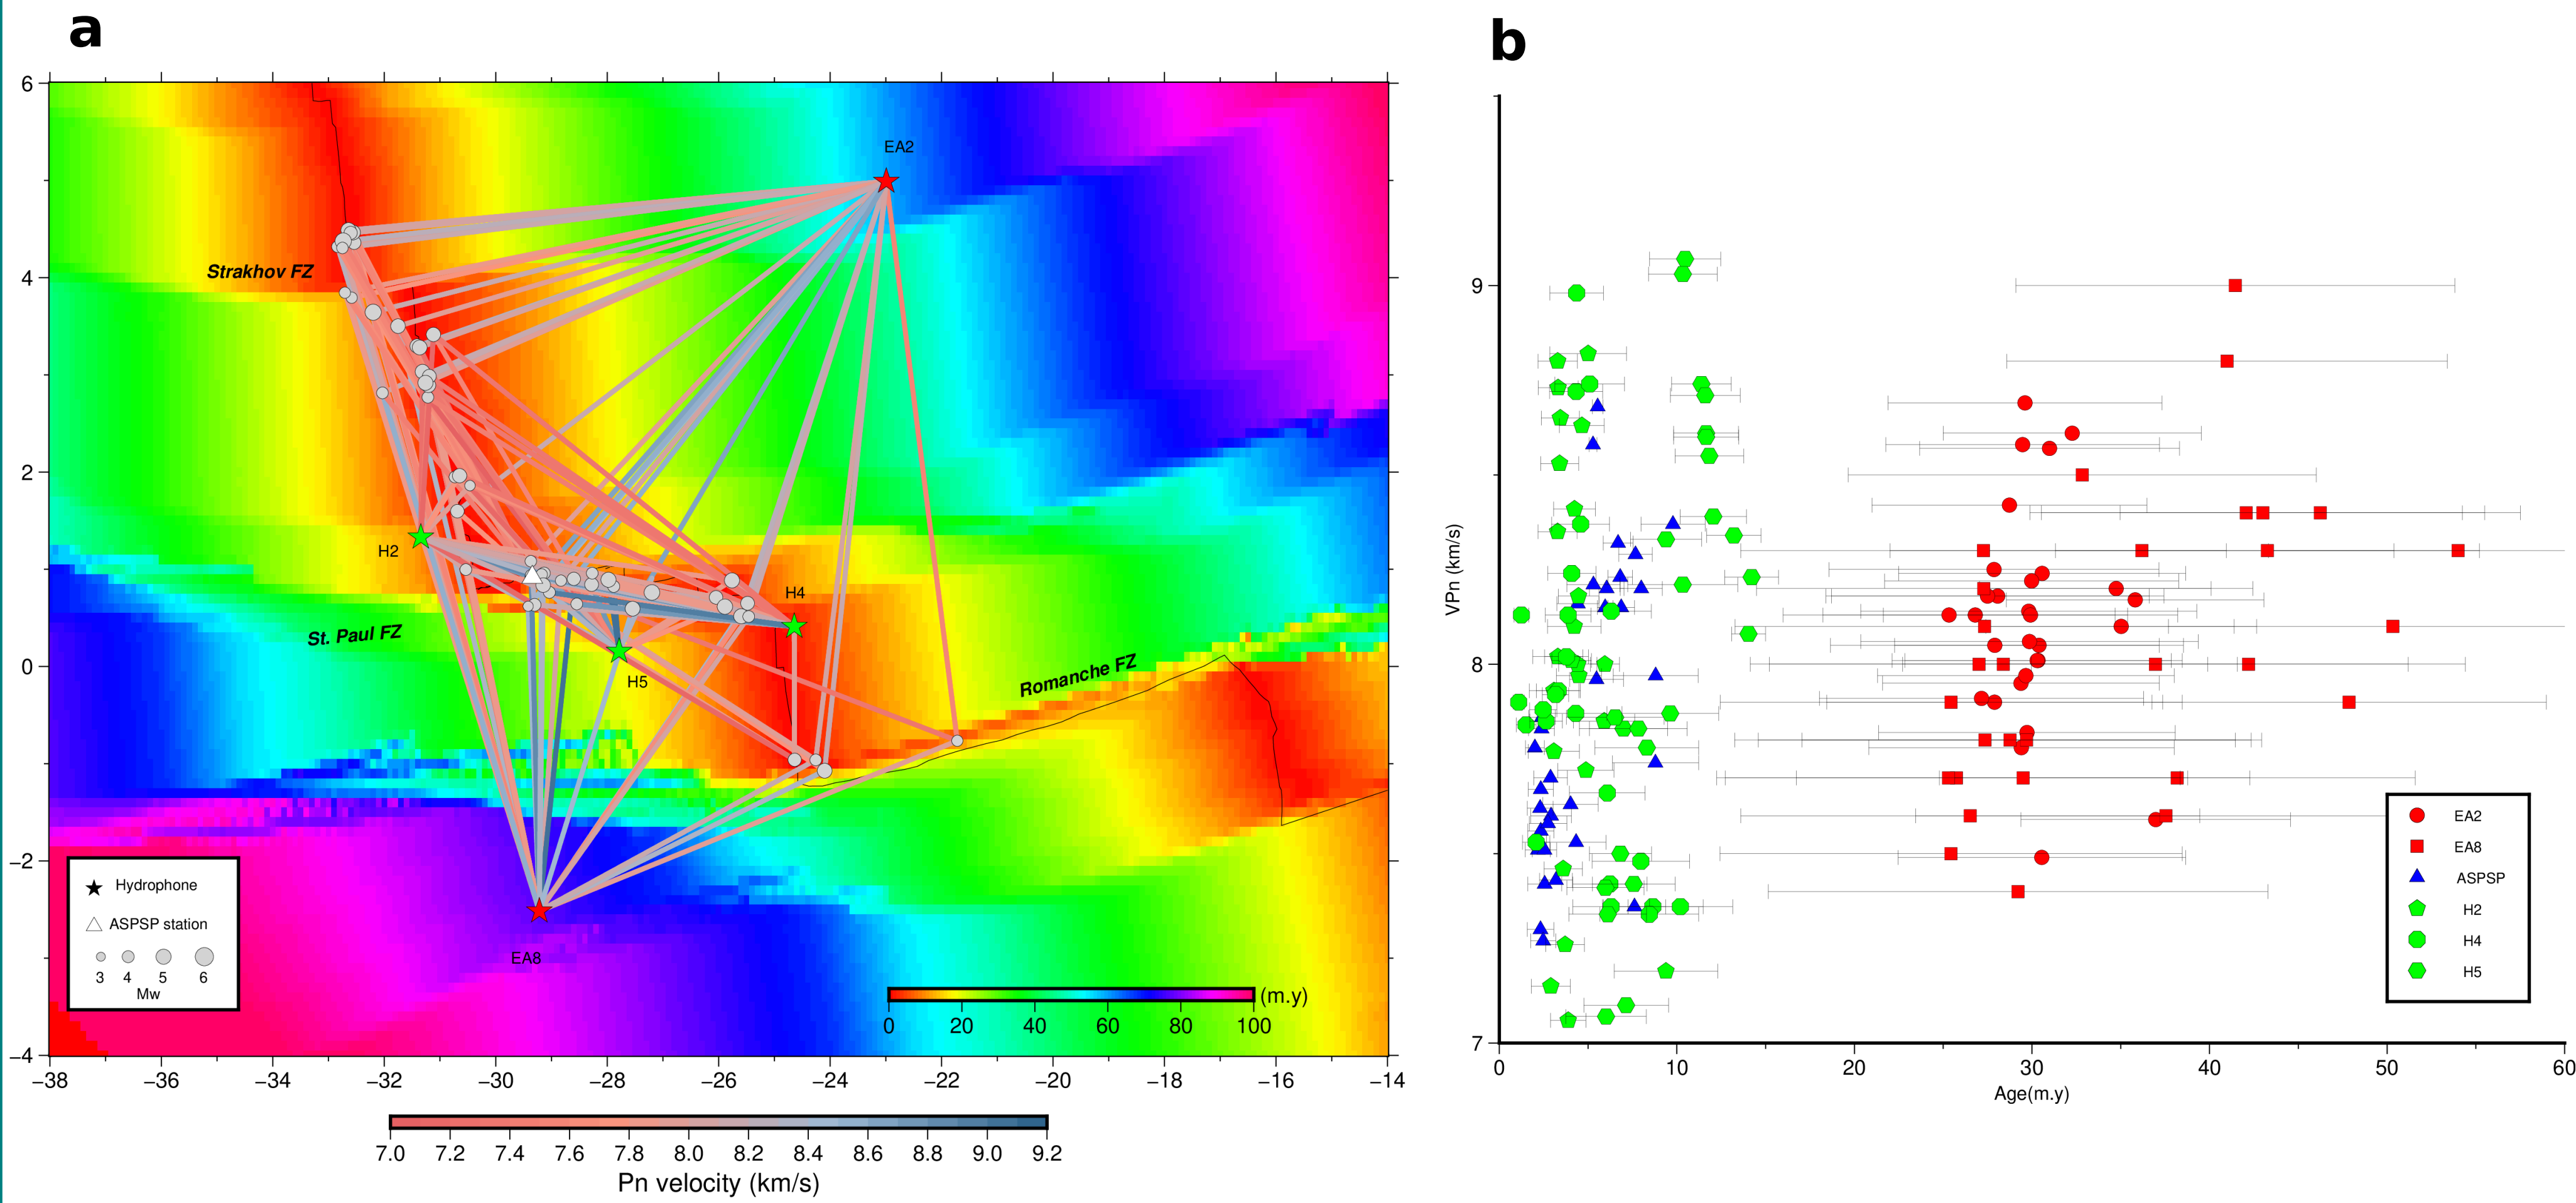 a
b
6
4
2
0
−2
−4
−38
−36
−34
−32
−30
−28
−26
−24
−22
−20
−18
−16
−14
EA2
Strakhov FZ
H2
H4
St. Paul FZ
H5
Romanche FZ
EA8
Hydrophone
ASPSP station
3 4 5 6
Mw
(m.y)
0 20 40 60 80 100
7.0 7.2 7.4 7.6 7.8 8.0 8.2 8.4 8.6 8.8 9.0 9.2
Pn velocity (km/s)
VPn (km/s)
9
8
7
0 10 20 30 40 50 60
Age(m.y)
EA2
EA8
ASPSP
H2
H4
H5